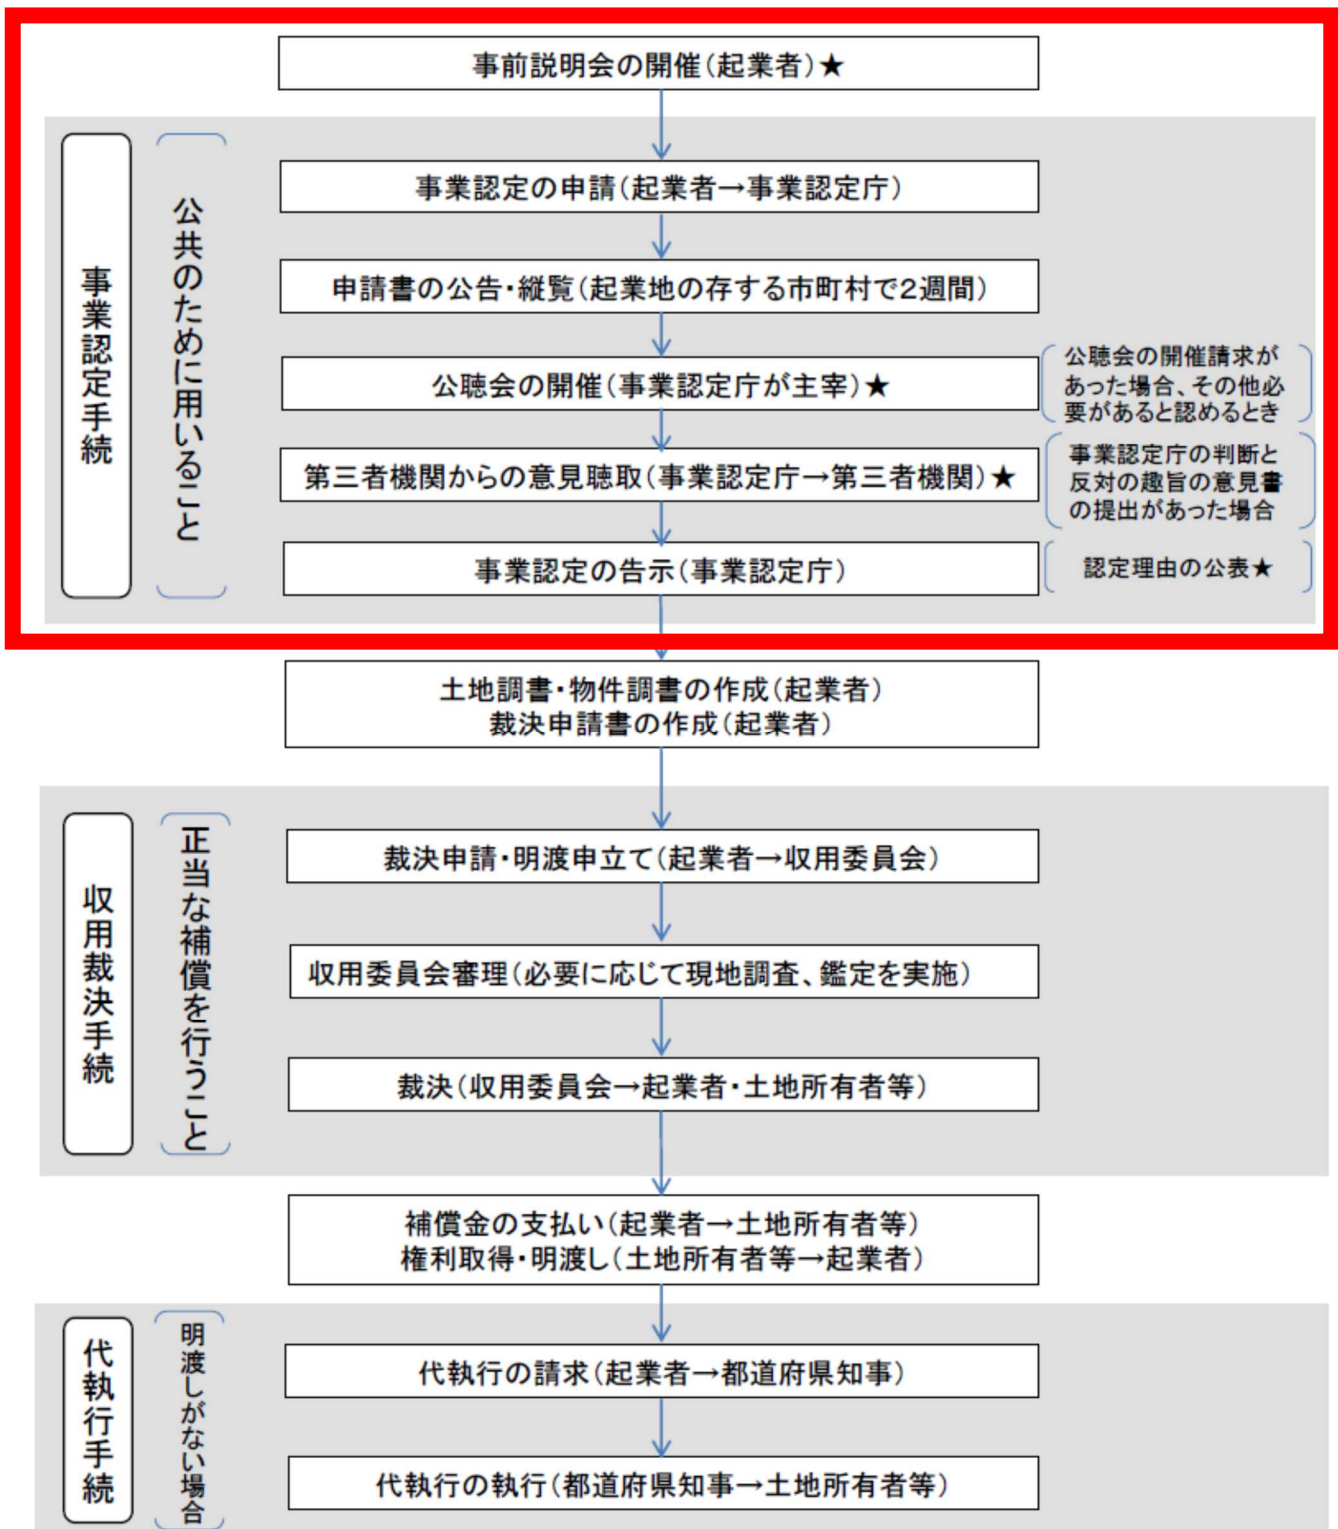 事前説明会の開催（起業者）★
事業認定手続
公共のために用いること
事業認定の申請（起業者→事業認定庁）
申請書の公告・縦覧（起業地の存する市町村で２週間）
公聴会の開催（事業認定庁が主宰）★
公聴会の開催請求が
あった場合、その他必
要があると認めるとき
第三者機関からの意見聴取（事業認定庁→第三者機関）★
事業認定庁の判断と
反対の趣旨の意見書
の提出があった場合
事業認定の告示（事業認定庁）
認定理由の公表★
土地調書・物件調書の作成（起業者）
裁決申請書の作成（起業者）
収用裁決手続
正当な補償を行うこと
裁決申請・明渡申立て（起業者→収用委員会）
収用委員会審理（必要に応じて現地調査、鑑定を実施）
裁決（収用委員会→起業者・土地所有者等）
補償金の支払い（起業者→土地所有者等）
権利取得・明渡し（土地所有者等→起業者）
代執行手続
明渡しがない場合
代執行の請求（起業者→都道府県知事）
代執行の執行（都道府県知事→土地所有者等）